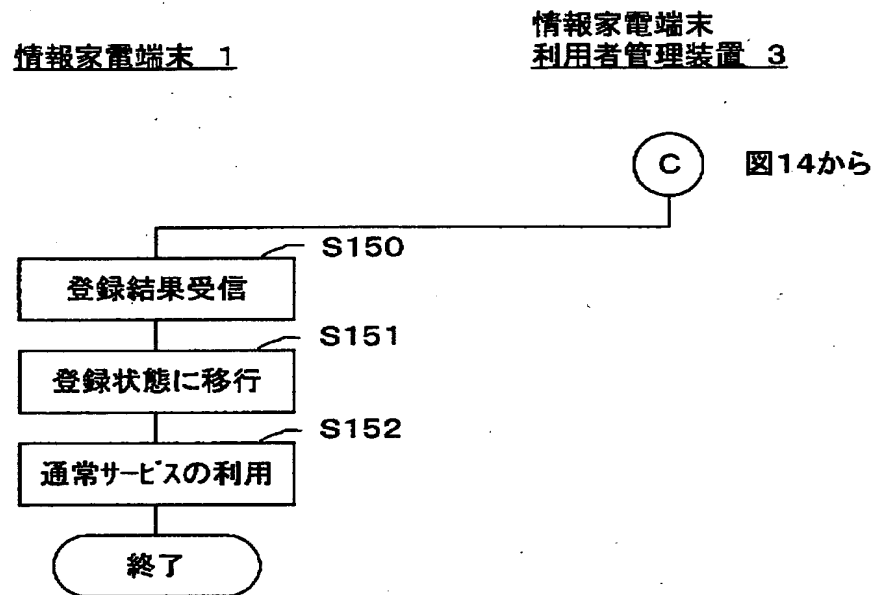 情報家電端末 1
情報家電端末
利用者管理装置 3
C
図14から
S150
登録結果受信
S151
登録状態に移行
S152
通常ｻｰﾋﾞｽの利用
終了